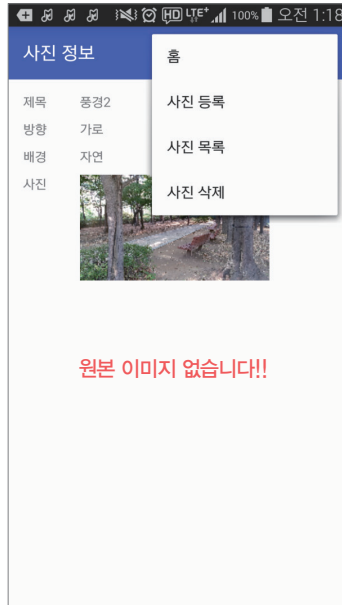 HD LTE+ 100% 오전 1:18
사진 정보
홈
사진 등록
사진 목록
사진 삭제
제목 풍경2
방향 가로
배경 자연
사진
원본 이미지 없습니다!!